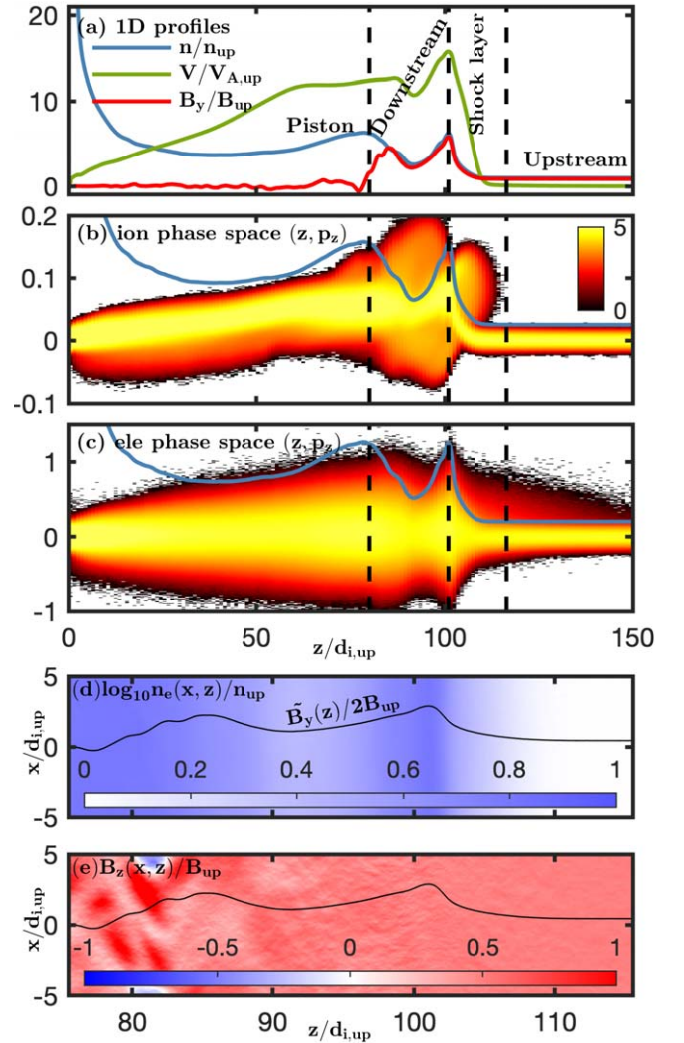 20
10
0
(a) 1D profiles
n/n_up
V/V_A,up
B_y/B_up
Piston
Downstream
Shock layer
Upstream
0.2
0.1
0
-0.1
(b) ion phase space (z, p_z)
5
0
1
0
-1
(c) ele phase space (z, p_z)
0
50
100
150
z/d_i,up
5
0
-5
x/d_i,up
(d)log₁₀n_e(x, z)/n_up
B̃_y(z)/2B_up
0
0.2
0.4
0.6
0.8
1
5
0
-5
x/d_i,up
(e)B_z(x, z)/B_up
-1
-0.5
0
0.5
1
80
90
100
110
z/d_i,up